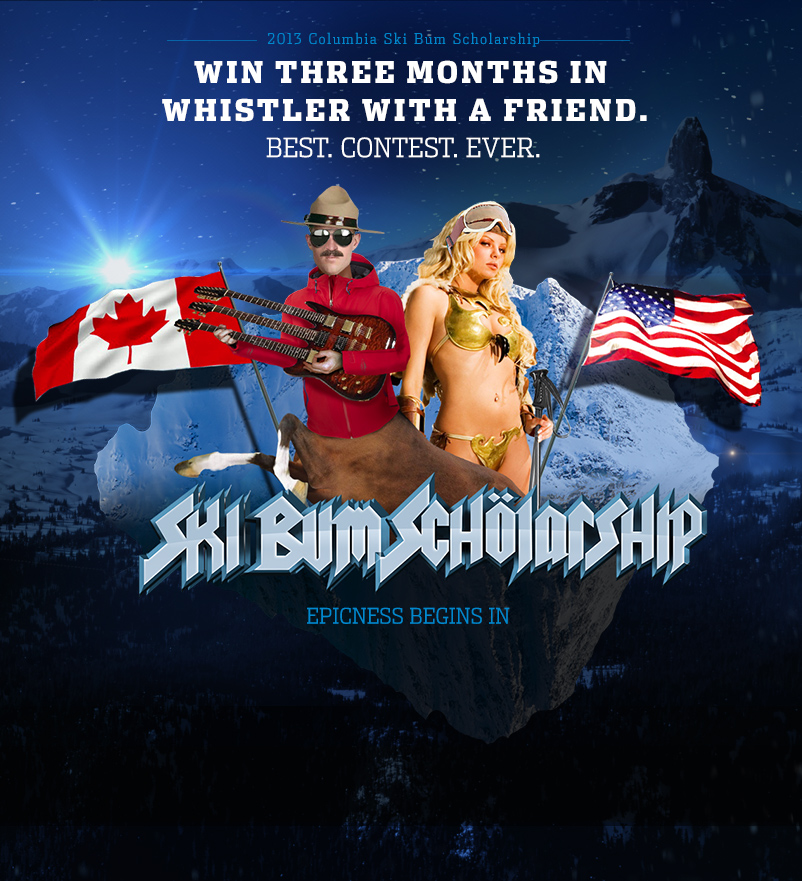 2013 Columbia Ski Bum Scholarship
WIN THREE MONTHS IN
WHISTLER WITH A FRIEND.
BEST. CONTEST. EVER.
SKI BUM SCHÖLARSHIP
EPICNESS BEGINS IN